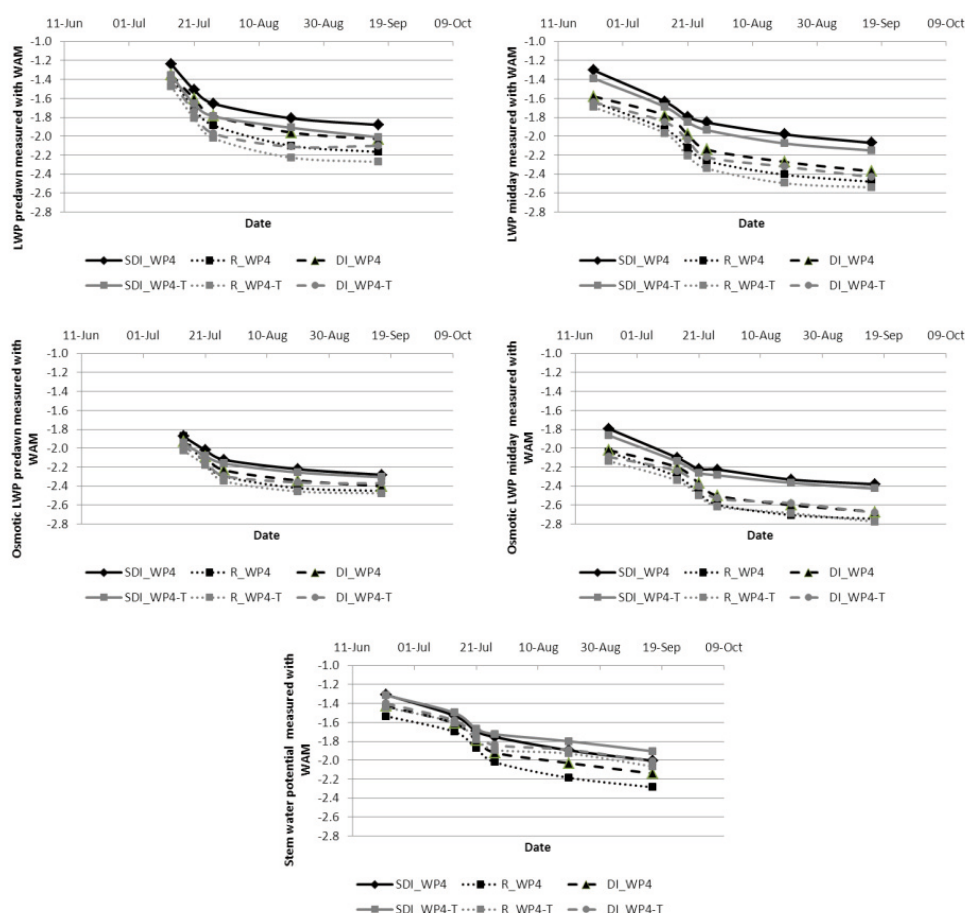 11-Jun 01-Jul 21-Jul 10-Aug 30-Aug 19-Sep 09-Oct
LWP predawn measured with WAM
-1.0
-1.2
-1.4
-1.6
-1.8
-2.0
-2.2
-2.4
-2.6
-2.8
Date
SDI_WP4 R_WP4 DI_WP4
SDI_WP4-T R_WP4-T DI_WP4-T
11-Jun 01-Jul 21-Jul 10-Aug 30-Aug 19-Sep 09-Oct
LWP midday measured with WAM
-1.0
-1.2
-1.4
-1.6
-1.8
-2.0
-2.2
-2.4
-2.6
-2.8
Date
SDI_WP4 R_WP4 DI_WP4
SDI_WP4-T R_WP4-T DI_WP4-T
11-Jun 01-Jul 21-Jul 10-Aug 30-Aug 19-Sep 09-Oct
Osmotic LWP predawn measured with
WAM
-1.0
-1.2
-1.4
-1.6
-1.8
-2.0
-2.2
-2.4
-2.6
-2.8
Date
SDI_WP4 R_WP4 DI_WP4
SDI_WP4-T R_WP4-T DI_WP4-T
11-Jun 01-Jul 21-Jul 10-Aug 30-Aug 19-Sep 09-Oct
Osmotic LWP midday measured with
WAM
-1.0
-1.2
-1.4
-1.6
-1.8
-2.0
-2.2
-2.4
-2.6
-2.8
Date
SDI_WP4 R_WP4 DI_WP4
SDI_WP4-T R_WP4-T DI_WP4-T
11-Jun 01-Jul 21-Jul 10-Aug 30-Aug 19-Sep 09-Oct
Stem water potential measured with
WAM
-1.0
-1.2
-1.4
-1.6
-1.8
-2.0
-2.2
-2.4
-2.6
-2.8
Date
SDI_WP4 R_WP4 DI_WP4
SDI_WP4-T R_WP4-T DI_WP4-T